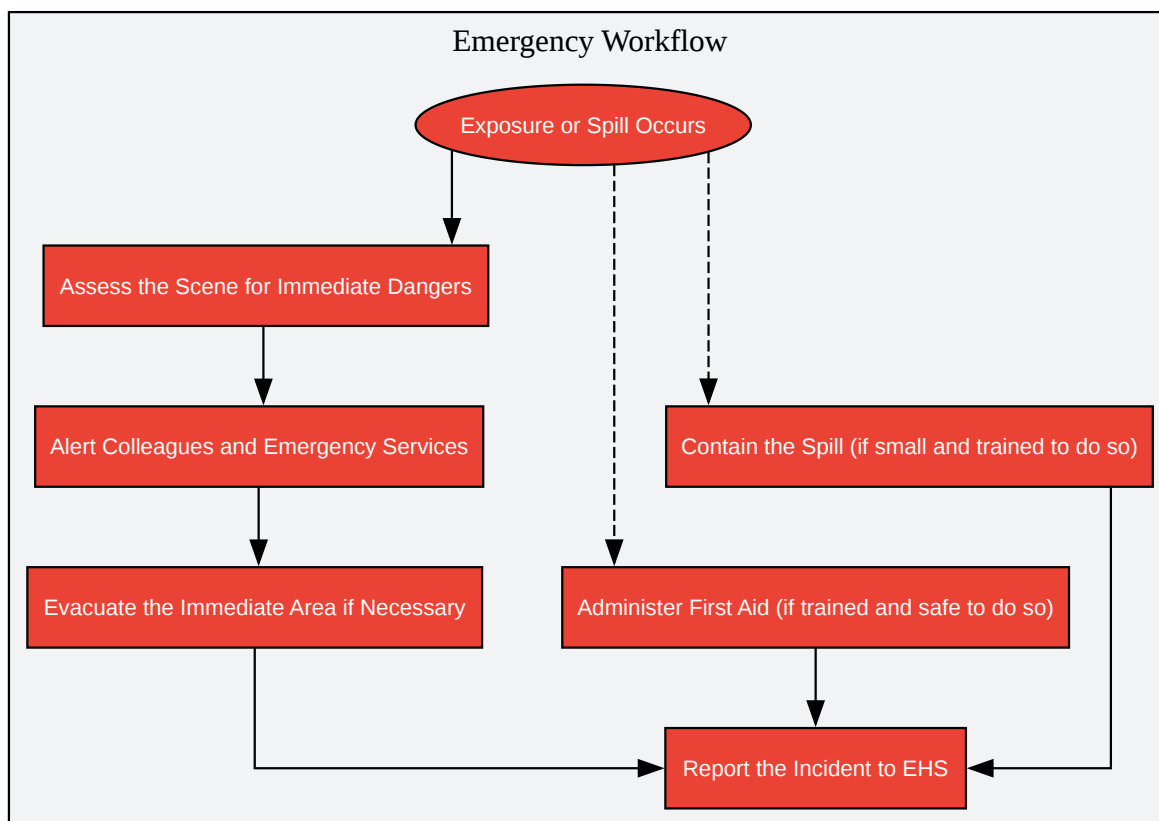 Emergency Workflow
Exposure or Spill Occurs
Assess the Scene for Immediate Dangers
Alert Colleagues and Emergency Services
Contain the Spill (if small and trained to do so)
Evacuate the Immediate Area if Necessary
Administer First Aid (if trained and safe to do so)
Report the Incident to EHS